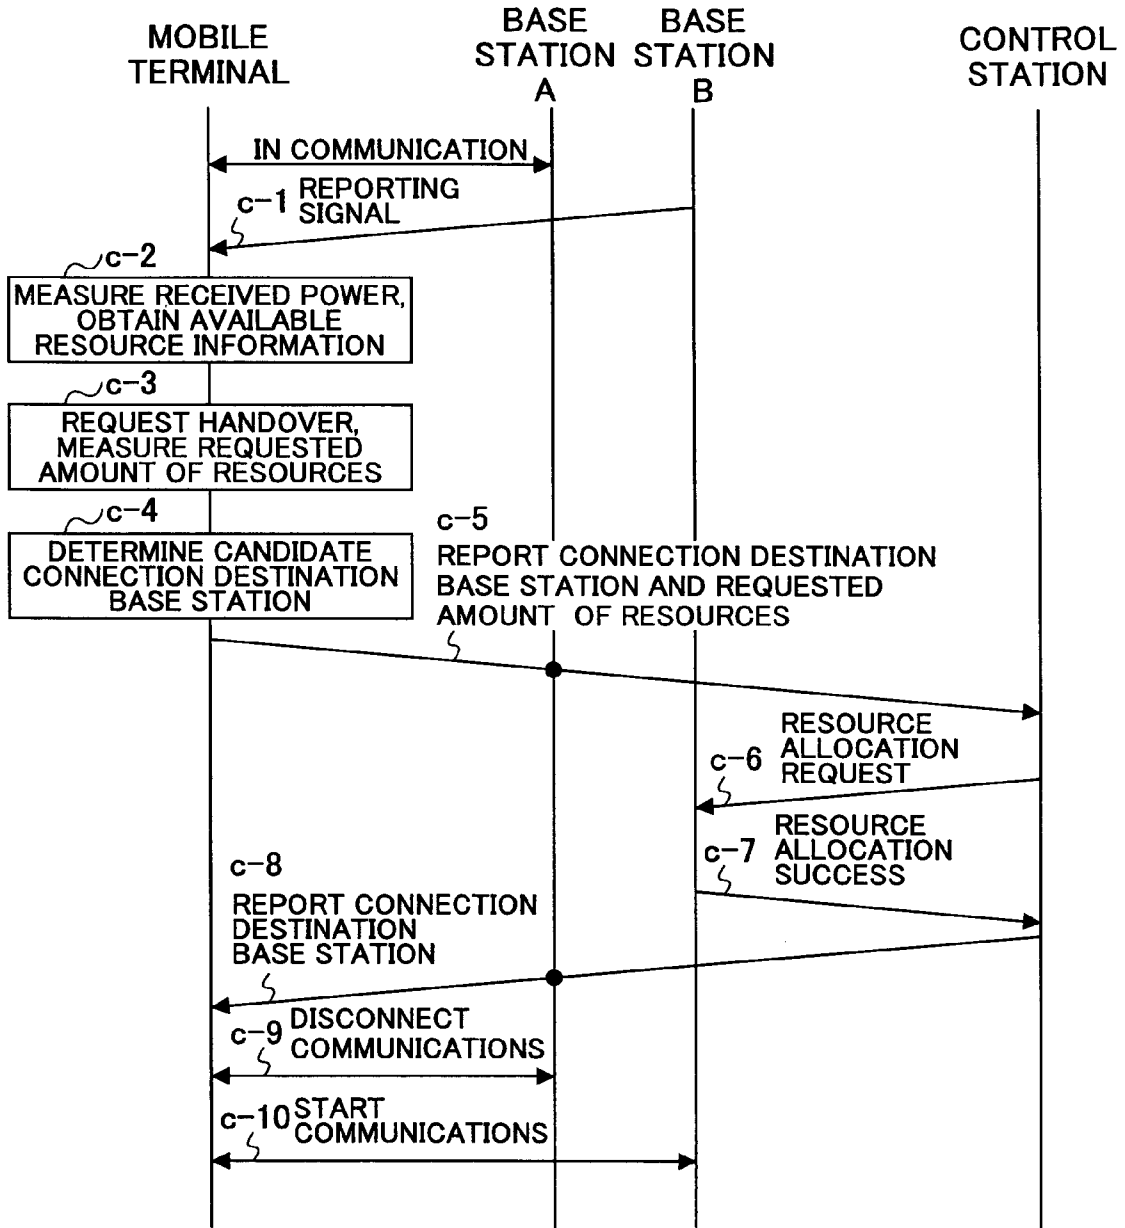 MOBILE
TERMINAL
BASE
STATION
A
BASE
STATION
B
CONTROL
STATION
IN COMMUNICATION
c-1
REPORTING
SIGNAL
c-2
MEASURE RECEIVED POWER,
OBTAIN AVAILABLE
RESOURCE INFORMATION
c-3
REQUEST HANDOVER,
MEASURE REQUESTED
AMOUNT OF RESOURCES
c-4
DETERMINE CANDIDATE
CONNECTION DESTINATION
BASE STATION
c-5
REPORT CONNECTION DESTINATION
BASE STATION AND REQUESTED
AMOUNT OF RESOURCES
c-6
RESOURCE
ALLOCATION
REQUEST
c-7
RESOURCE
ALLOCATION
SUCCESS
c-8
REPORT CONNECTION
DESTINATION
BASE STATION
c-9
DISCONNECT
COMMUNICATIONS
c-10
START
COMMUNICATIONS